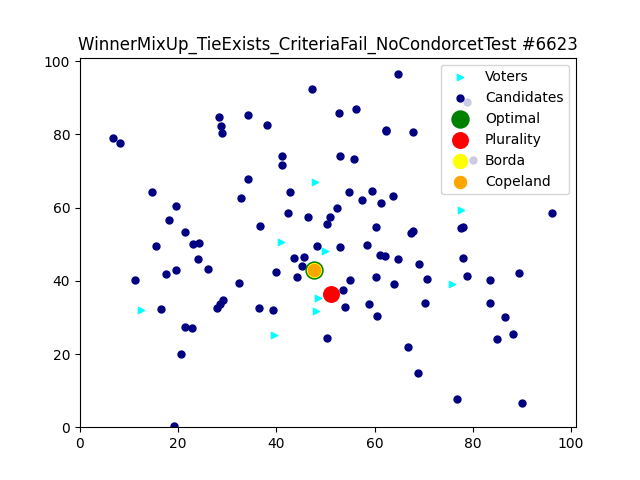 WinnerMixUp_TieExists_CriteriaFail_NoCondorcetTest #6623
100
80
60
40
20
0
0 20 40 60 80 100
Voters
Candidates
Optimal
Plurality
Borda
Copeland